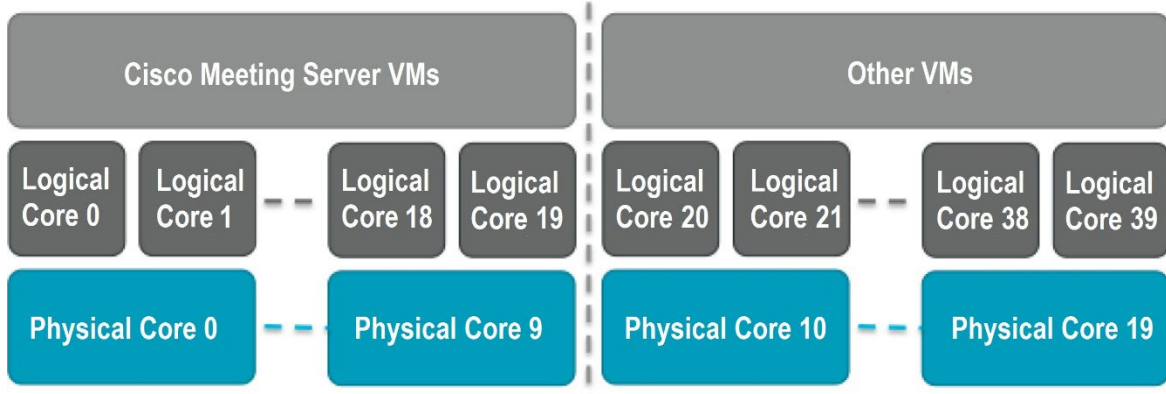 Cisco Meeting Server VMs
Other VMs
Logical
Core 0
Logical
Core 1
Logical
Core 18
Logical
Core 19
Logical
Core 20
Logical
Core 21
Logical
Core 38
Logical
Core 39
Physical Core 0
Physical Core 9
Physical Core 10
Physical Core 19